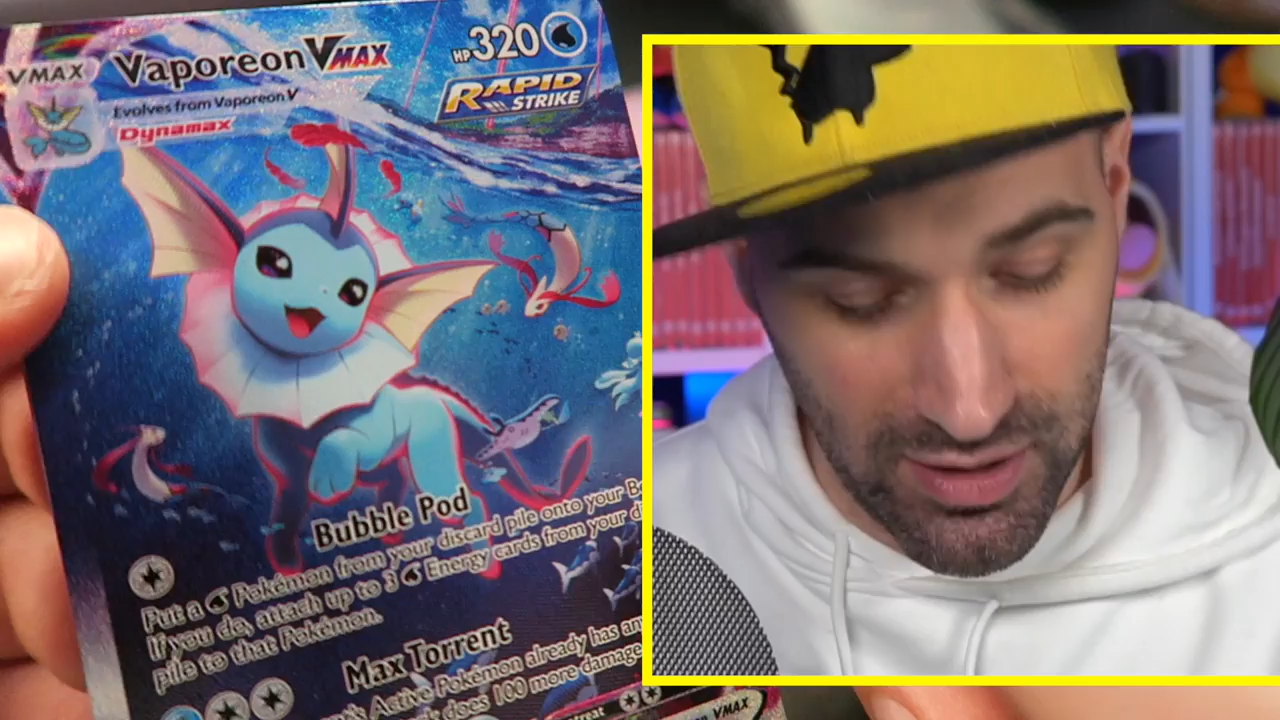 VMAX
Vaporeon VMAX HP 320
Evolves from Vaporeon V
Dynamax
RAPID
STRIKE
Bubble Pod
Put a Pokémon from your discard pile onto your
If you do, attach up to 3 Energy cards from your
pile to that Pokémon.
Max Torrent
Active Pokémon already has
does 100 more damage
VMAX